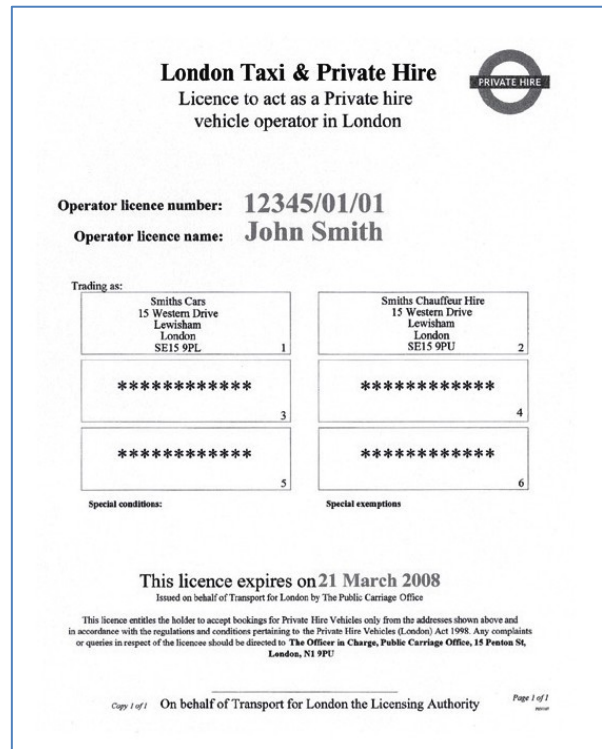 London Taxi & Private Hire
Licence to act as a Private hire
vehicle operator in London
PRIVATE HIRE
Operator licence number: 12345/01/01
Operator licence name: John Smith
Trading as:
Smiths Cars
15 Western Drive
Lewisham
London
SE15 9PL
1
Smiths Chauffeur Hire
15 Western Drive
Lewisham
London
SE15 9PU
2
************
3
************
4
************
5
************
6
Special conditions:
Special exemptions
This licence expires on 21 March 2008
Issued on behalf of Transport for London by The Public Carriage Office
This licence entitles the holder to accept bookings for Private Hire Vehicles only from the addresses shown above and
in accordance with the regulations and conditions pertaining to the Private Hire Vehicles (London) Act 1998. Any complaints
or queries in respect of the licencee should be directed to The Officer in Charge, Public Carriage Office, 15 Penton St,
London, N1 9PU
Copy 1 of 1 On behalf of Transport for London the Licensing Authority
Page 1 of 1